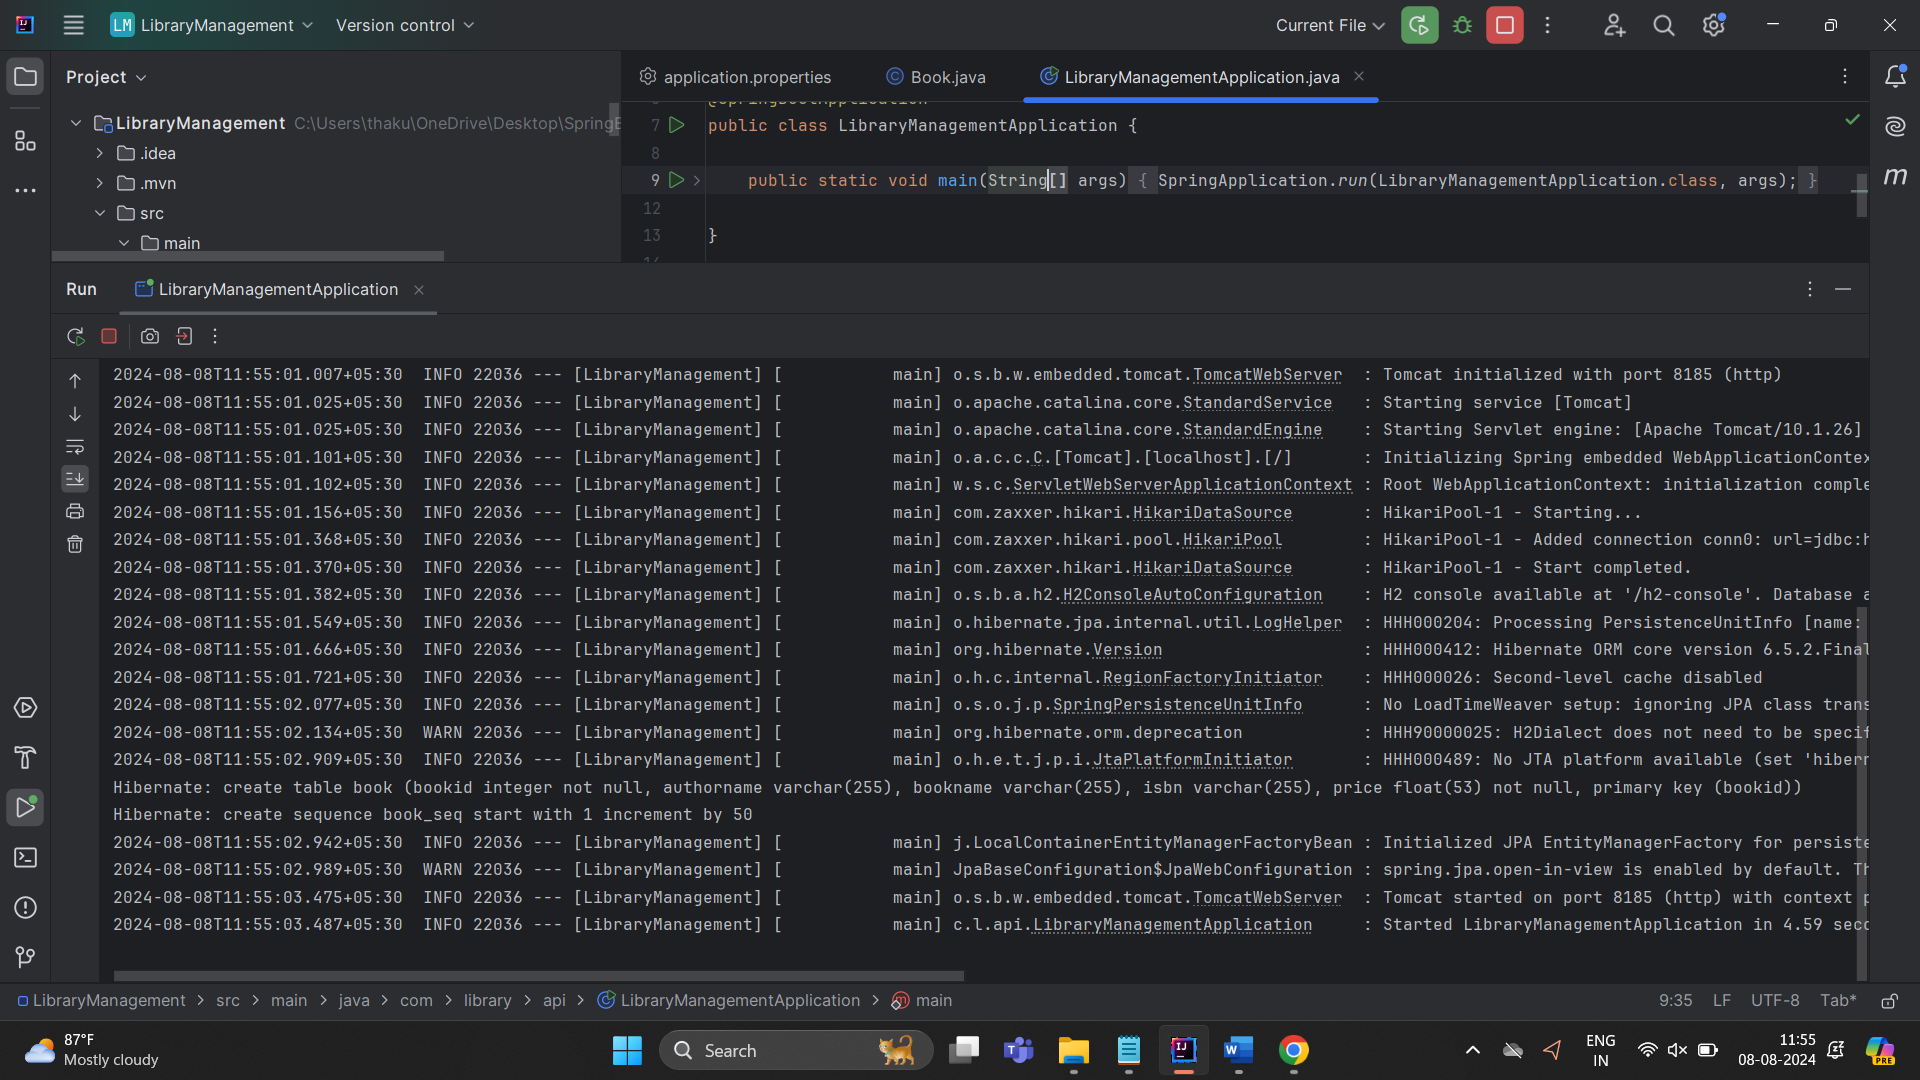 LM LibraryManagement Version control Current File
Project
application.properties Book.java LibraryManagementApplication.java
LibraryManagement C:\Users\thaku\OneDrive\Desktop\Spring
.idea
.mvn
src
main
7 public class LibraryManagementApplication {
8
9 public static void main(String[] args) { SpringApplication.run(LibraryManagementApplication.class, args); }
12
13 }
Run LibraryManagementApplication
2024-08-08T11:55:01.007+05:30 INFO 22036 --- [LibraryManagement] [ main] o.s.b.w.embedded.tomcat.TomcatWebServer : Tomcat initialized with port 8185 (http)
2024-08-08T11:55:01.025+05:30 INFO 22036 --- [LibraryManagement] [ main] o.apache.catalina.core.StandardService : Starting service [Tomcat]
2024-08-08T11:55:01.025+05:30 INFO 22036 --- [LibraryManagement] [ main] o.apache.catalina.core.StandardEngine : Starting Servlet engine: [Apache Tomcat/10.1.26]
2024-08-08T11:55:01.101+05:30 INFO 22036 --- [LibraryManagement] [ main] o.a.c.c.C.[Tomcat].[localhost].[/] : Initializing Spring embedded WebApplicationContex
2024-08-08T11:55:01.102+05:30 INFO 22036 --- [LibraryManagement] [ main] w.s.c.ServletWebServerApplicationContext : Root WebApplicationContext: initialization comple
2024-08-08T11:55:01.156+05:30 INFO 22036 --- [LibraryManagement] [ main] com.zaxxer.hikari.HikariDataSource : HikariPool-1 - Starting...
2024-08-08T11:55:01.368+05:30 INFO 22036 --- [LibraryManagement] [ main] com.zaxxer.hikari.pool.HikariPool : HikariPool-1 - Added connection conn0: url=jdbc:h
2024-08-08T11:55:01.370+05:30 INFO 22036 --- [LibraryManagement] [ main] com.zaxxer.hikari.HikariDataSource : HikariPool-1 - Start completed.
2024-08-08T11:55:01.382+05:30 INFO 22036 --- [LibraryManagement] [ main] o.s.b.a.h2.H2ConsoleAutoConfiguration : H2 console available at '/h2-console'. Database a
2024-08-08T11:55:01.549+05:30 INFO 22036 --- [LibraryManagement] [ main] o.hibernate.jpa.internal.util.LogHelper : HHH000204: Processing PersistenceUnitInfo [name:
2024-08-08T11:55:01.666+05:30 INFO 22036 --- [LibraryManagement] [ main] org.hibernate.Version : HHH000412: Hibernate ORM core version 6.5.2.Final
2024-08-08T11:55:01.721+05:30 INFO 22036 --- [LibraryManagement] [ main] o.h.c.internal.RegionFactoryInitiator : HHH000026: Second-level cache disabled
2024-08-08T11:55:02.077+05:30 INFO 22036 --- [LibraryManagement] [ main] o.s.o.j.p.SpringPersistenceUnitInfo : No LoadTimeWeaver setup: ignoring JPA class trans
2024-08-08T11:55:02.134+05:30 WARN 22036 --- [LibraryManagement] [ main] org.hibernate.orm.deprecation : HHH90000025: H2Dialect does not need to be specif
2024-08-08T11:55:02.909+05:30 INFO 22036 --- [LibraryManagement] [ main] o.h.e.t.j.p.i.JtaPlatformInitiator : HHH000489: No JTA platform available (set 'hibern
Hibernate: create table book (bookid integer not null, authorname varchar(255), bookname varchar(255), isbn varchar(255), price float(53) not null, primary key (bookid))
Hibernate: create sequence book_seq start with 1 increment by 50
2024-08-08T11:55:02.942+05:30 INFO 22036 --- [LibraryManagement] [ main] j.LocalContainerEntityManagerFactoryBean : Initialized JPA EntityManagerFactory for persiste
2024-08-08T11:55:02.989+05:30 WARN 22036 --- [LibraryManagement] [ main] JpaBaseConfiguration$JpaWebConfiguration : spring.jpa.open-in-view is enabled by default. Th
2024-08-08T11:55:03.475+05:30 INFO 22036 --- [LibraryManagement] [ main] o.s.b.w.embedded.tomcat.TomcatWebServer : Tomcat started on port 8185 (http) with context p
2024-08-08T11:55:03.487+05:30 INFO 22036 --- [LibraryManagement] [ main] c.l.api.LibraryManagementApplication : Started LibraryManagementApplication in 4.59 seco
LibraryManagement > src > main > java > com > library > api > LibraryManagementApplication > main 9:35 LF UTF-8 Tab*
87°F
Mostly cloudy
Search
ENG
IN
11:55
08-08-2024
PRE